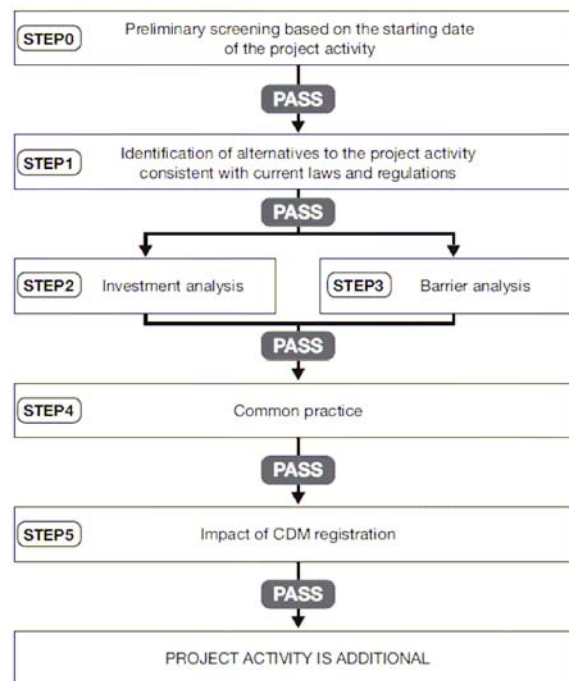 STEP0
Preliminary screening based on the starting date
of the project activity
PASS
STEP1
Identification of alternatives to the project activity
consistent with current laws and regulations
PASS
STEP2
Investment analysis
STEP3
Barrier analysis
PASS
STEP4
Common practice
PASS
STEP5
Impact of CDM registration
PASS
PROJECT ACTIVITY IS ADDITIONAL